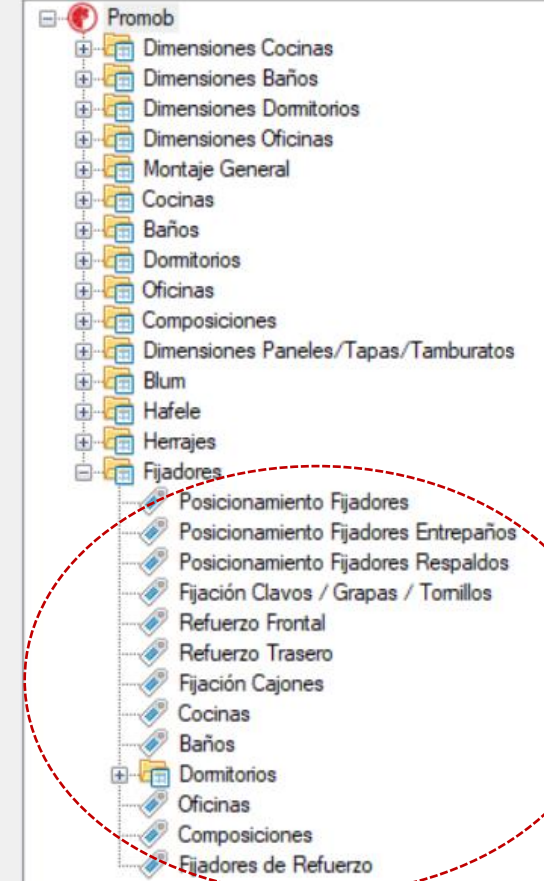 Promob
Dimensiones Cocinas
Dimensiones Baños
Dimensiones Dormitorios
Dimensiones Oficinas
Montaje General
Cocinas
Baños
Dormitorios
Oficinas
Composiciones
Dimensiones Paneles/Tapas/Tamburatos
Blum
Hafele
Herrajes
Fijadores
Posicionamiento Fijadores
Posicionamiento Fijadores Entrepaños
Posicionamiento Fijadores Respaldos
Fijación Clavos / Grapas / Tornillos
Refuerzo Frontal
Refuerzo Trasero
Fijación Cajones
Cocinas
Baños
Dormitorios
Oficinas
Composiciones
Fijadores de Refuerzo